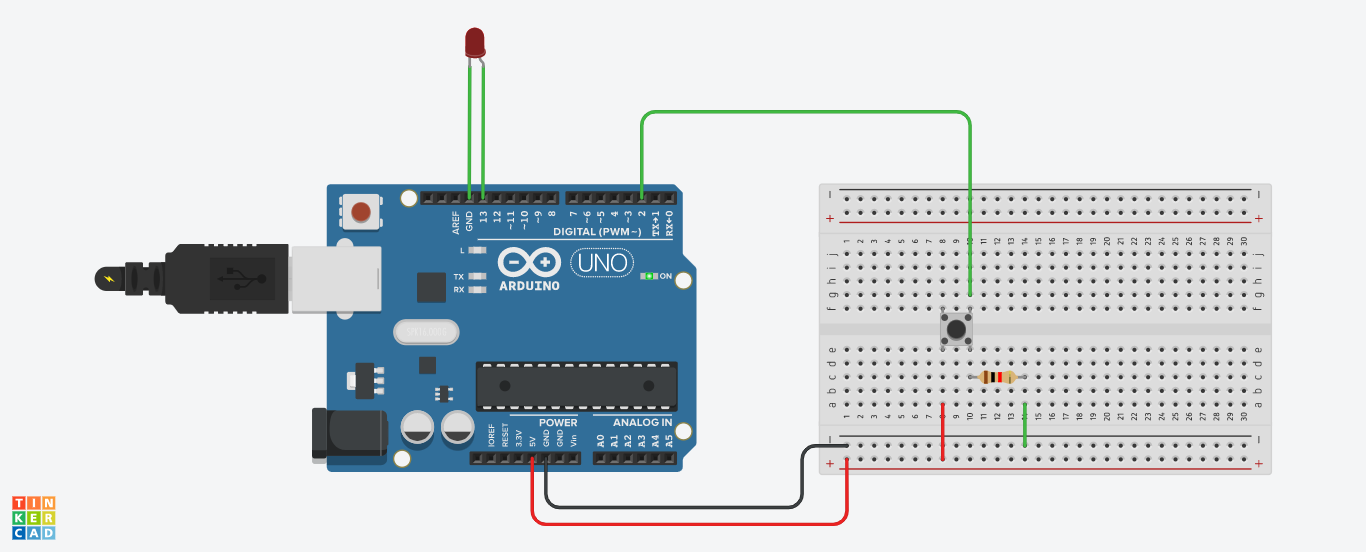 AREF
GND
13
12
~11
~10
~9
8
7
~6
~5
4
~3
2
TX→1
RX←0
DIGITAL (PWM~)
L
TX
RX
UNO
ARDUINO
ON
POWER
ANALOG IN
IOREF
RESET
3.3V
5V
GND
GND
Vin
A0
A1
A2
A3
A4
A5
− −
+ +
1 2 3 4 5 6 7 8 9 10 11 12 13 14 15 16 17 18 19 20 21 22 23 24 25 26 27 28 29 30
j j
i i
h h
g g
f f
e e
d d
c c
b b
a a
1 2 3 4 5 6 7 8 9 10 11 12 13 14 15 16 17 18 19 20 21 22 23 24 25 26 27 28 29 30
− −
+ +
TIN
KER
CAD